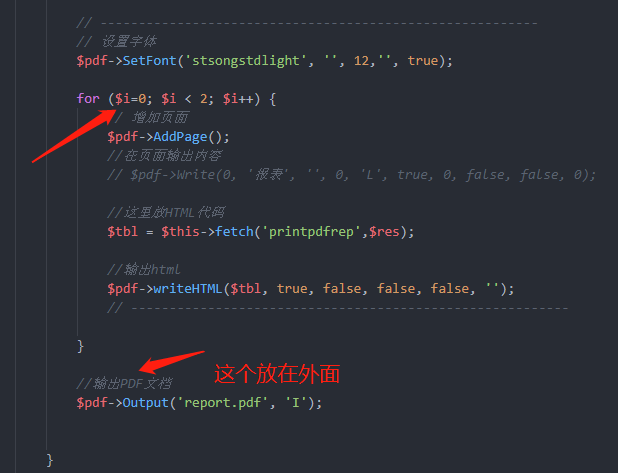 // ---------------------------------------------------------
// 设置字体
$pdf->SetFont('stsongstdlight', '', 12,'', true);
for ($i=0; $i < 2; $i++) {
// 增加页面
$pdf->AddPage();
//在页面输出内容
// $pdf->Write(0, '报表', '', 0, 'L', true, 0, false, false, 0);
//这里放HTML代码
$tbl = $this->fetch('printpdfrep',$res);
//输出html
$pdf->writeHTML($tbl, true, false, false, false, '');
// ---------------------------------------------------------
}
这个放在外面
//输出PDF文档
$pdf->Output('report.pdf', 'I');
}